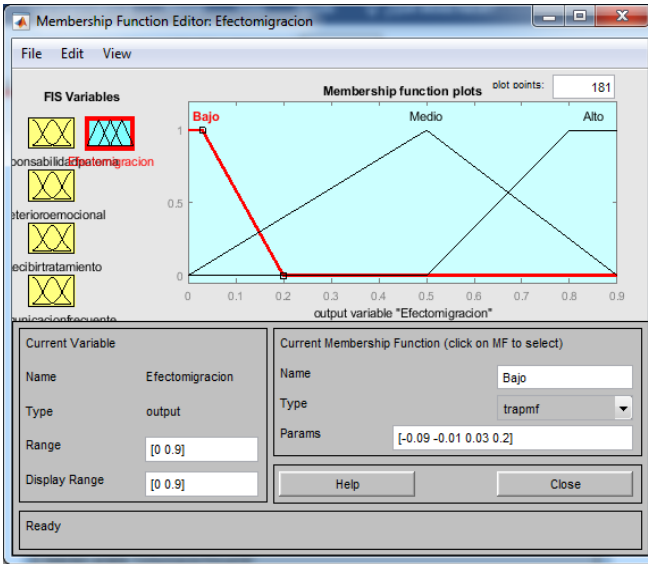 Membership Function Editor: Efectomigracion
File Edit View
FIS Variables
Membership function plots
plot points:
181
Efectomigracion
eterioroemocional
ecibirtratamiento
Bajo
Medio
Alto
1
0.5
0
0 0.1 0.2 0.3 0.4 0.5 0.6 0.7 0.8 0.9
output variable "Efectomigracion"
Current Variable
Name Efectomigracion
Type output
Range [0 0.9]
Display Range [0 0.9]
Current Membership Function (click on MF to select)
Name Bajo
Type trapmf
Params [-0.09 -0.01 0.03 0.2]
Help Close
Ready